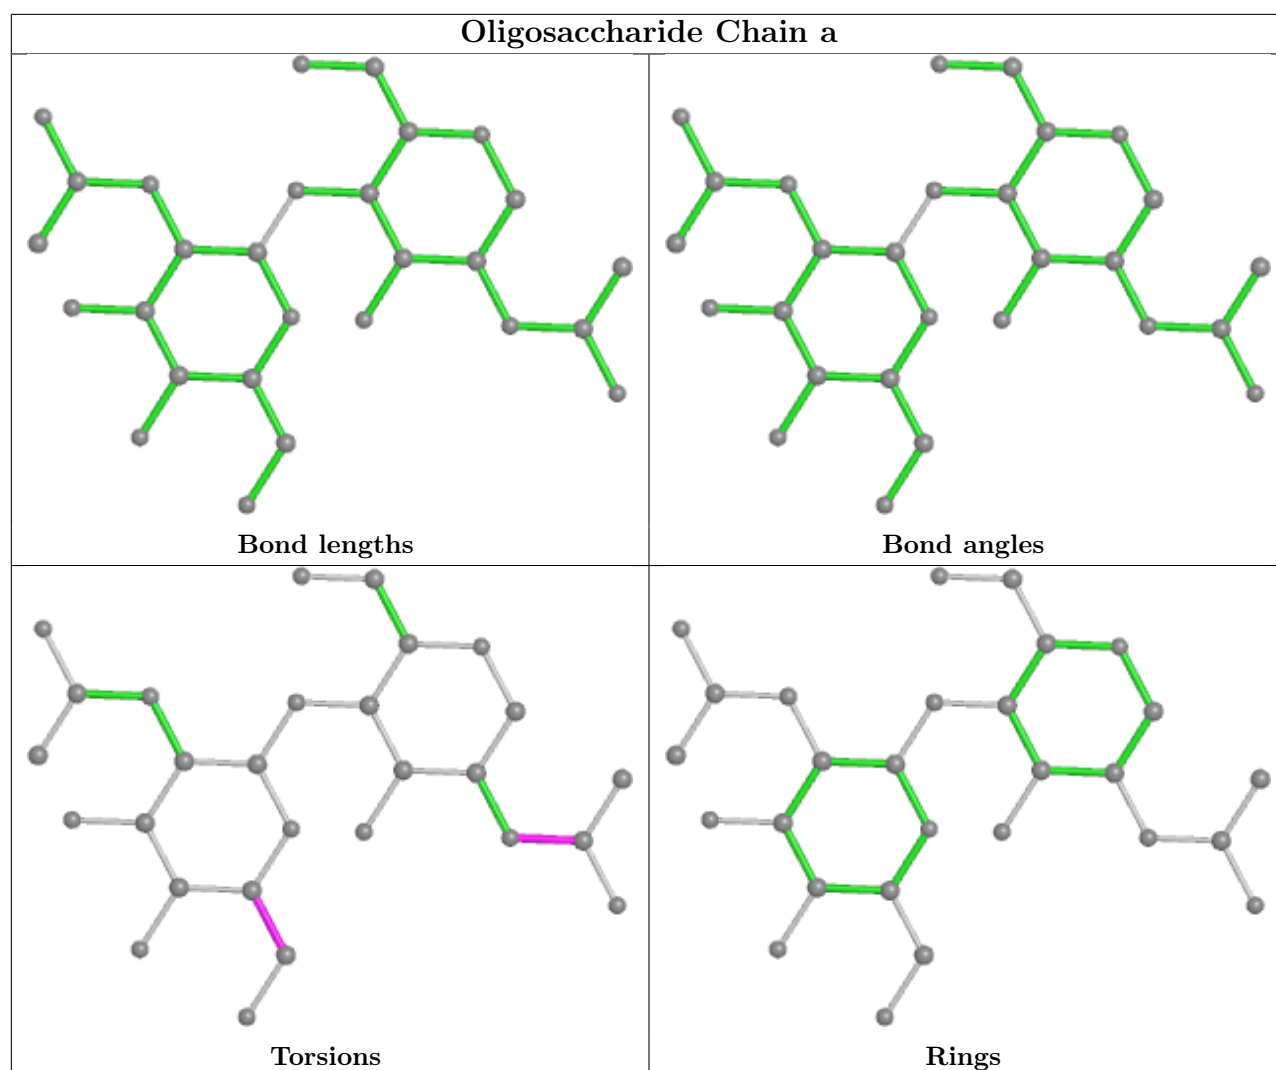 Oligosaccharide Chain a
Bond lengths
Bond angles
Torsions
Rings